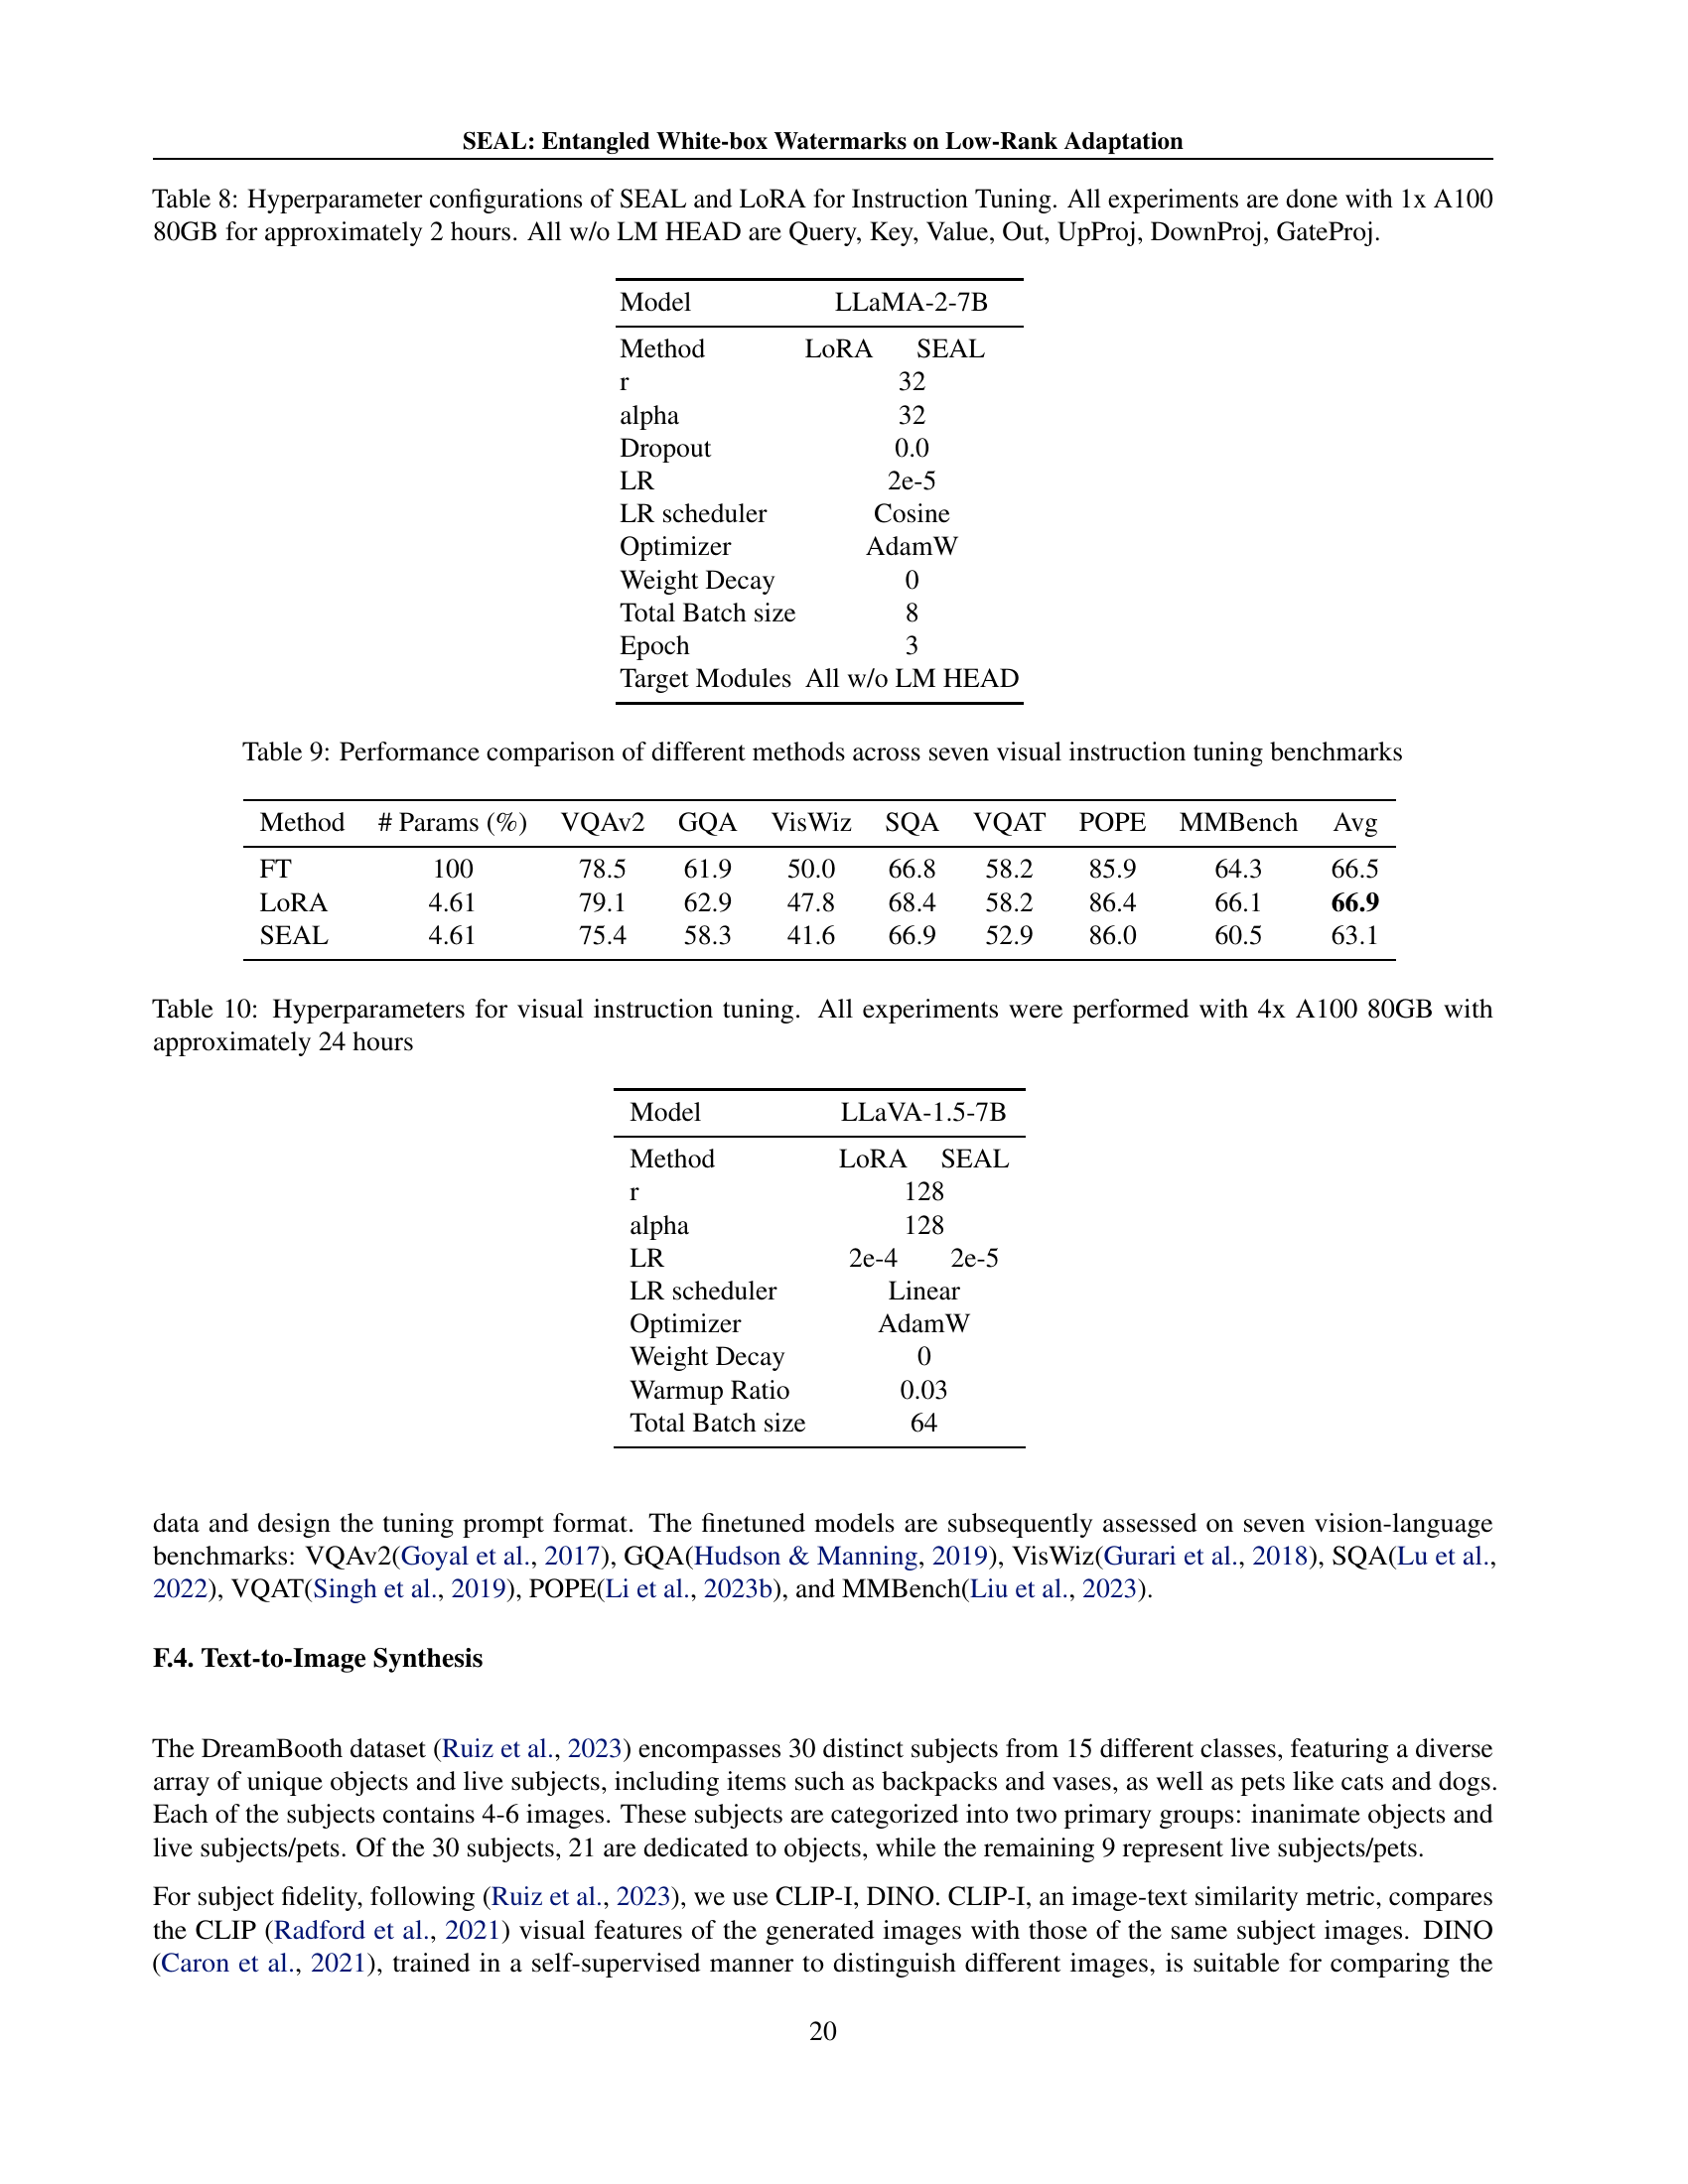 SEAL: Entangled White-box Watermarks on Low-Rank Adaptation
Table 8: Hyperparameter configurations of SEAL and LoRA for Instruction Tuning. All experiments are done with 1x A100
80GB for approximately 2 hours. All w/o LM HEAD are Query, Key, Value, Out, UpProj, DownProj, GateProj.
Model LLaMA-2-7B
Method LoRA SEAL
r 32
alpha 32
Dropout 0.0
LR 2e-5
LR scheduler Cosine
Optimizer AdamW
Weight Decay 0
Total Batch size 8
Epoch 3
Target Modules All w/o LM HEAD
Table 9: Performance comparison of different methods across seven visual instruction tuning benchmarks
Method # Params (%) VQAv2 GQA VisWiz SQA VQAT POPE MMBench Avg
FT 100 78.5 61.9 50.0 66.8 58.2 85.9 64.3 66.5
LoRA 4.61 79.1 62.9 47.8 68.4 58.2 86.4 66.1 66.9
SEAL 4.61 75.4 58.3 41.6 66.9 52.9 86.0 60.5 63.1
Table 10: Hyperparameters for visual instruction tuning. All experiments were performed with 4x A100 80GB with
approximately 24 hours
Model LLaVA-1.5-7B
Method LoRA SEAL
r 128
alpha 128
LR 2e-4 2e-5
LR scheduler Linear
Optimizer AdamW
Weight Decay 0
Warmup Ratio 0.03
Total Batch size 64
data and design the tuning prompt format. The finetuned models are subsequently assessed on seven vision-language
benchmarks: VQAv2(Goyal et al., 2017), GQA(Hudson & Manning, 2019), VisWiz(Gurari et al., 2018), SQA(Lu et al.,
2022), VQAT(Singh et al., 2019), POPE(Li et al., 2023b), and MMBench(Liu et al., 2023).
F.4. Text-to-Image Synthesis
The DreamBooth dataset (Ruiz et al., 2023) encompasses 30 distinct subjects from 15 different classes, featuring a diverse
array of unique objects and live subjects, including items such as backpacks and vases, as well as pets like cats and dogs.
Each of the subjects contains 4-6 images. These subjects are categorized into two primary groups: inanimate objects and
live subjects/pets. Of the 30 subjects, 21 are dedicated to objects, while the remaining 9 represent live subjects/pets.
For subject fidelity, following (Ruiz et al., 2023), we use CLIP-I, DINO. CLIP-I, an image-text similarity metric, compares
the CLIP (Radford et al., 2021) visual features of the generated images with those of the same subject images. DINO
(Caron et al., 2021), trained in a self-supervised manner to distinguish different images, is suitable for comparing the
20